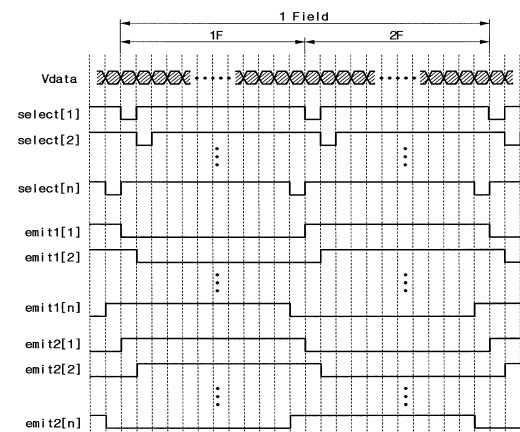 1 Field
1F 2F
Vdata
select[1]
select[2]
select[n]
emit1[1]
emit1[2]
emit1[n]
emit2[1]
emit2[2]
emit2[n]